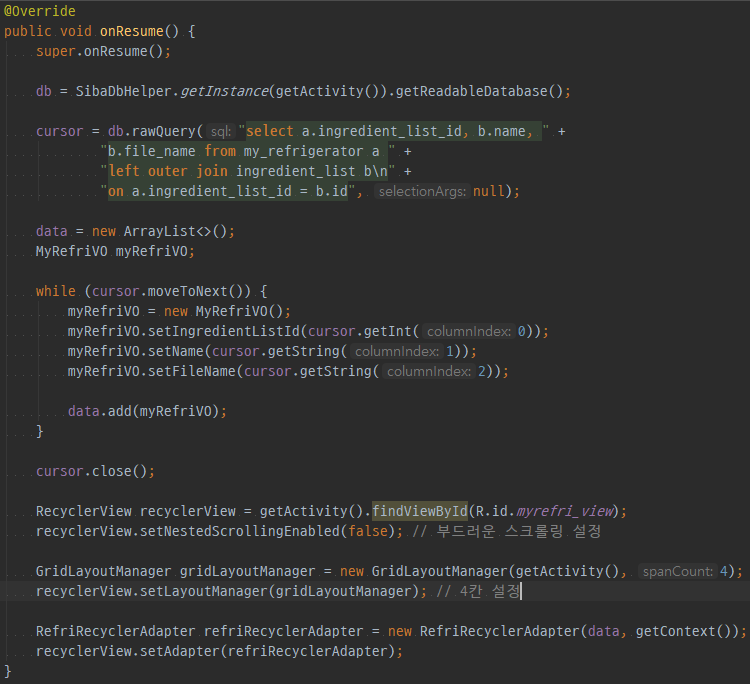 @Override
public void onResume() {
    super.onResume();

    db = SibaDbHelper.getInstance(getActivity()).getReadableDatabase();

    cursor = db.rawQuery( sql: "select a.ingredient_list_id, b.name, " +
            "b.file_name from my_refrigerator a " +
            "left outer join ingredient_list b\n" +
            "on a.ingredient_list_id = b.id", selectionArgs: null);

    data = new ArrayList<>();
    MyRefriVO myRefriVO;

    while (cursor.moveToNext()) {
        myRefriVO = new MyRefriVO();
        myRefriVO.setIngredientListId(cursor.getInt( columnIndex: 0));
        myRefriVO.setName(cursor.getString( columnIndex: 1));
        myRefriVO.setFileName(cursor.getString( columnIndex: 2));

        data.add(myRefriVO);
    }

    cursor.close();

    RecyclerView recyclerView = getActivity().findViewById(R.id.myrefri_view);
    recyclerView.setNestedScrollingEnabled(false); // 부드러운 스크롤링 설정

    GridLayoutManager gridLayoutManager = new GridLayoutManager(getActivity(), spanCount: 4);
    recyclerView.setLayoutManager(gridLayoutManager); // 4칸 설정

    RefriRecyclerAdapter refriRecyclerAdapter = new RefriRecyclerAdapter(data, getContext());
    recyclerView.setAdapter(refriRecyclerAdapter);
}